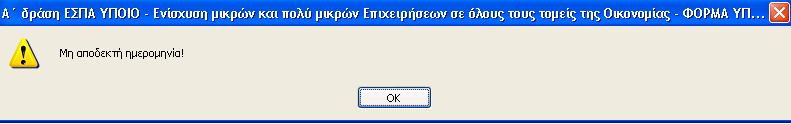 Α΄ δράση ΕΣΠΑ ΥΠΟΙΟ - Ενίσχυση μικρών και πολύ μικρών Επιχειρήσεων σε όλους τους τομείς της Οικονομίας - ΦΟΡΜΑ ΥΠ...
Μη αποδεκτή ημερομηνία!
OK